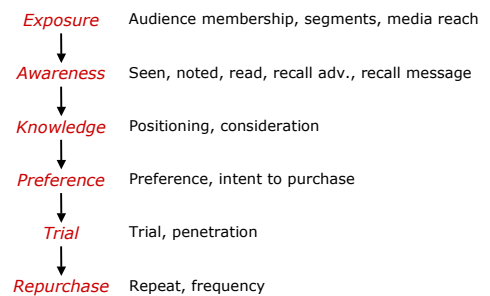 Exposure Audience membership, segments, media reach
Awareness Seen, noted, read, recall adv., recall message
Knowledge Positioning, consideration
Preference Preference, intent to purchase
Trial Trial, penetration
Repurchase Repeat, frequency